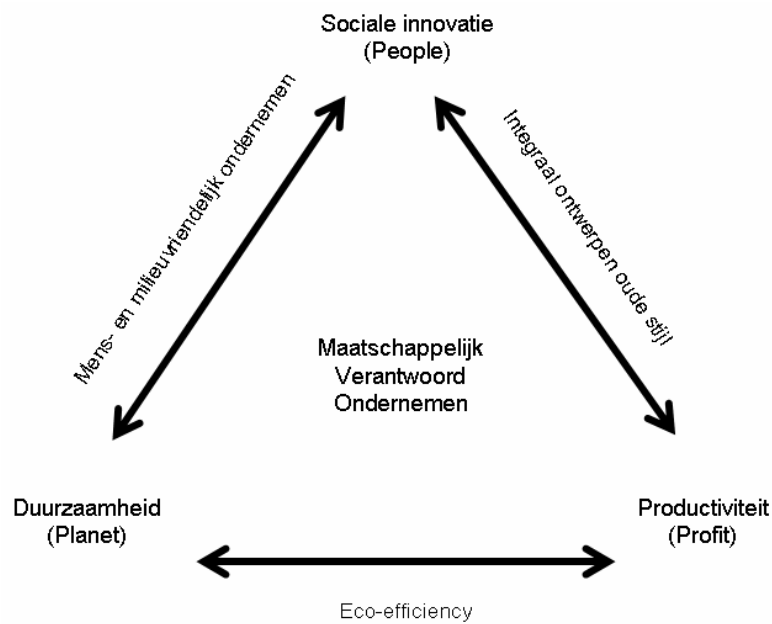 Sociale innovatie
(People)
Mens- en milieuvriendelijk ondernemen
Integraal ontwerpen oude stijl
Maatschappelijk
Verantwoord
Ondernemen
Duurzaamheid
(Planet)
Productiviteit
(Profit)
Eco-efficiency